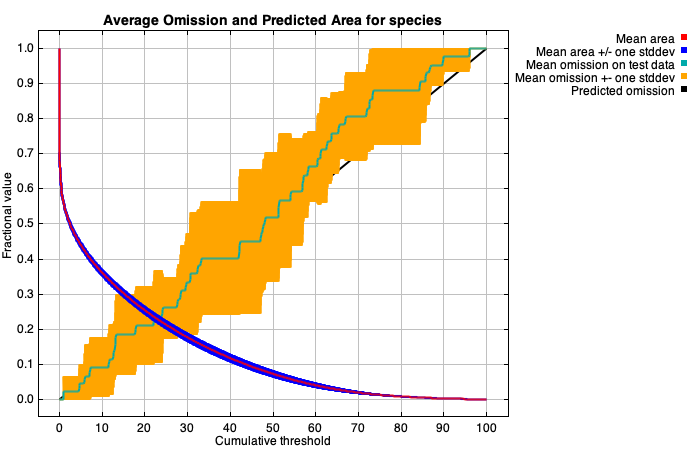 Average Omission and Predicted Area for species
Mean area
Mean area +/- one stddev
Mean omission on test data
Mean omission +- one stddev
Predicted omission
Fractional value
1.0
0.9
0.8
0.7
0.6
0.5
0.4
0.3
0.2
0.1
0.0
0 10 20 30 40 50 60 70 80 90 100
Cumulative threshold